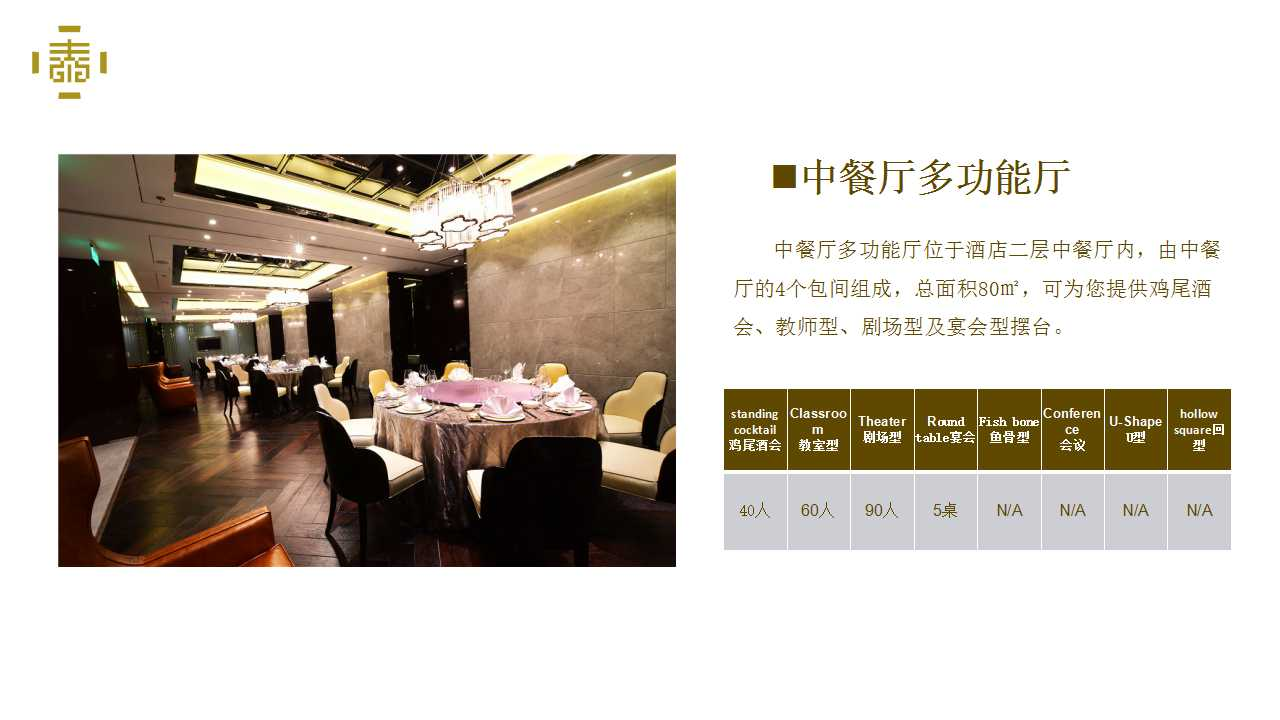 ■中餐厅多功能厅
中餐厅多功能厅位于酒店二层中餐厅内，由中餐
厅的4个包间组成，总面积80㎡，可为您提供鸡尾酒
会、教师型、剧场型及宴会型摆台。
standing
cocktail
鸡尾酒会
Classroo
m
教室型
Theater
剧场型
Round
table宴会
Fish bone
鱼骨型
Conferen
ce
会议
U-Shape
U型
hollow
square回
型
40人
60人
90人
5桌
N/A
N/A
N/A
N/A